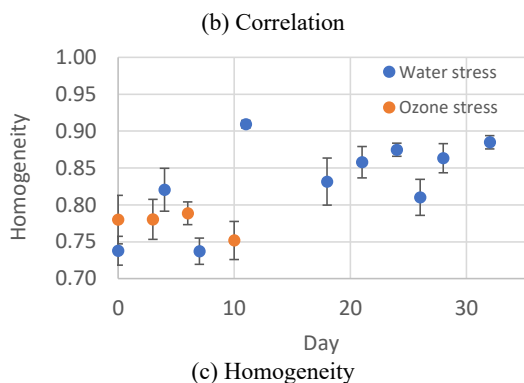 (b) Correlation
1.00
0.95
0.90
0.85
0.80
0.75
0.70
Homogeneity
Water stress
Ozone stress
0 10 20 30
Day
(c) Homogeneity